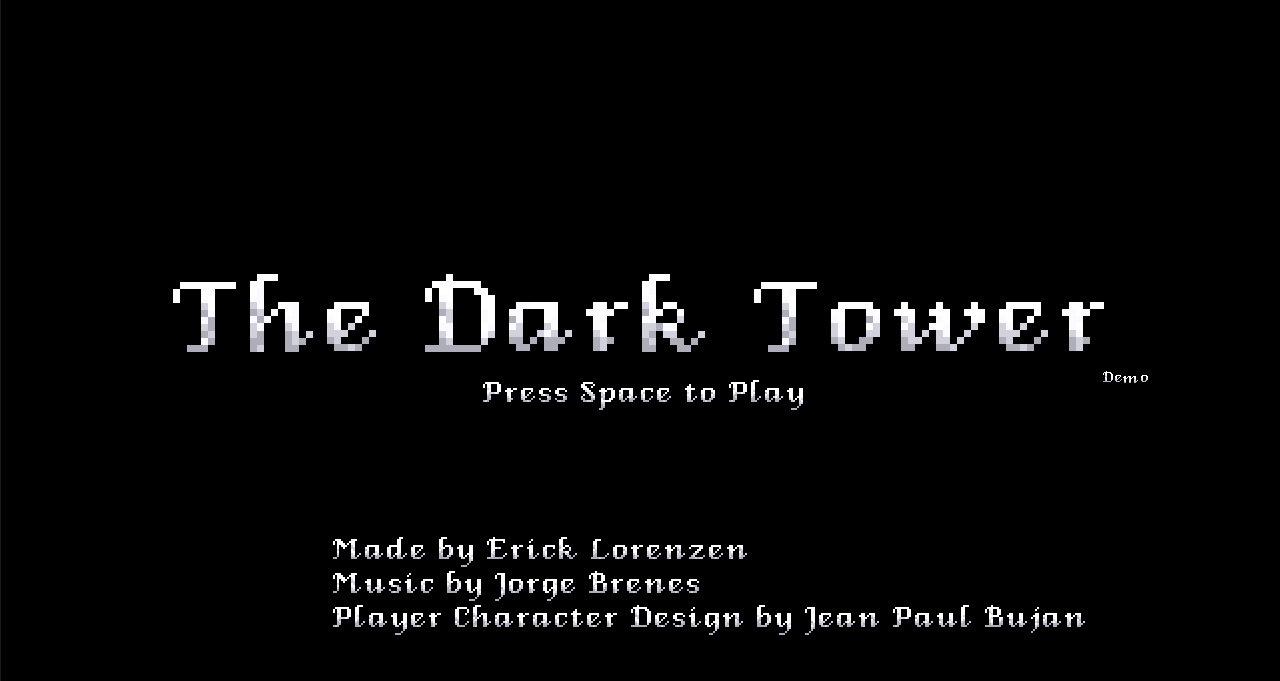 The Dark Tower
Demo
Press Space to Play
Made by Erick Lorenzen
Music by Jorge Brenes
Player Character Design by Jean Paul Bujan